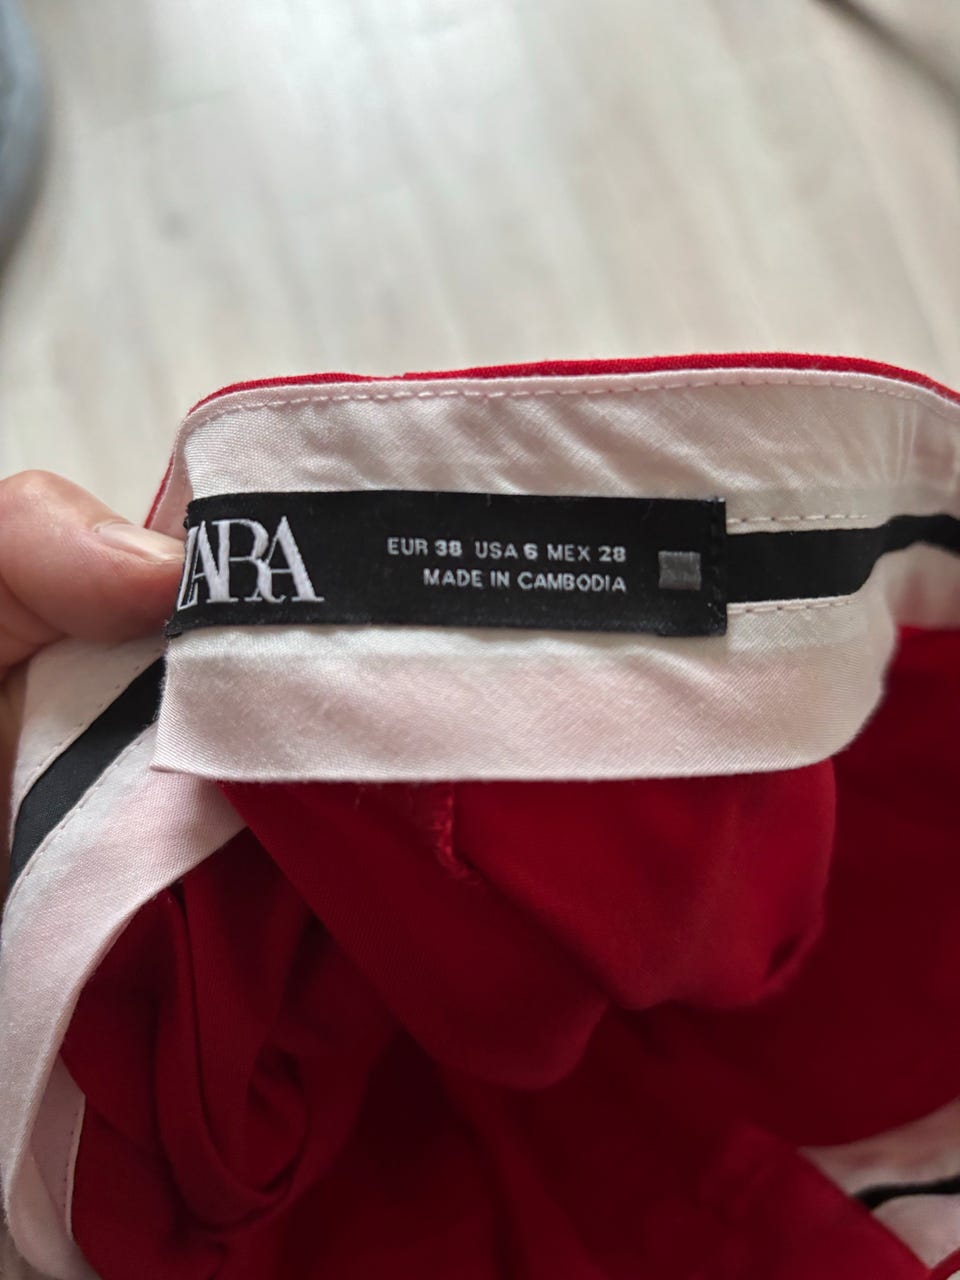 ZARA
EUR 38 USA 6 MEX 28
MADE IN CAMBODIA